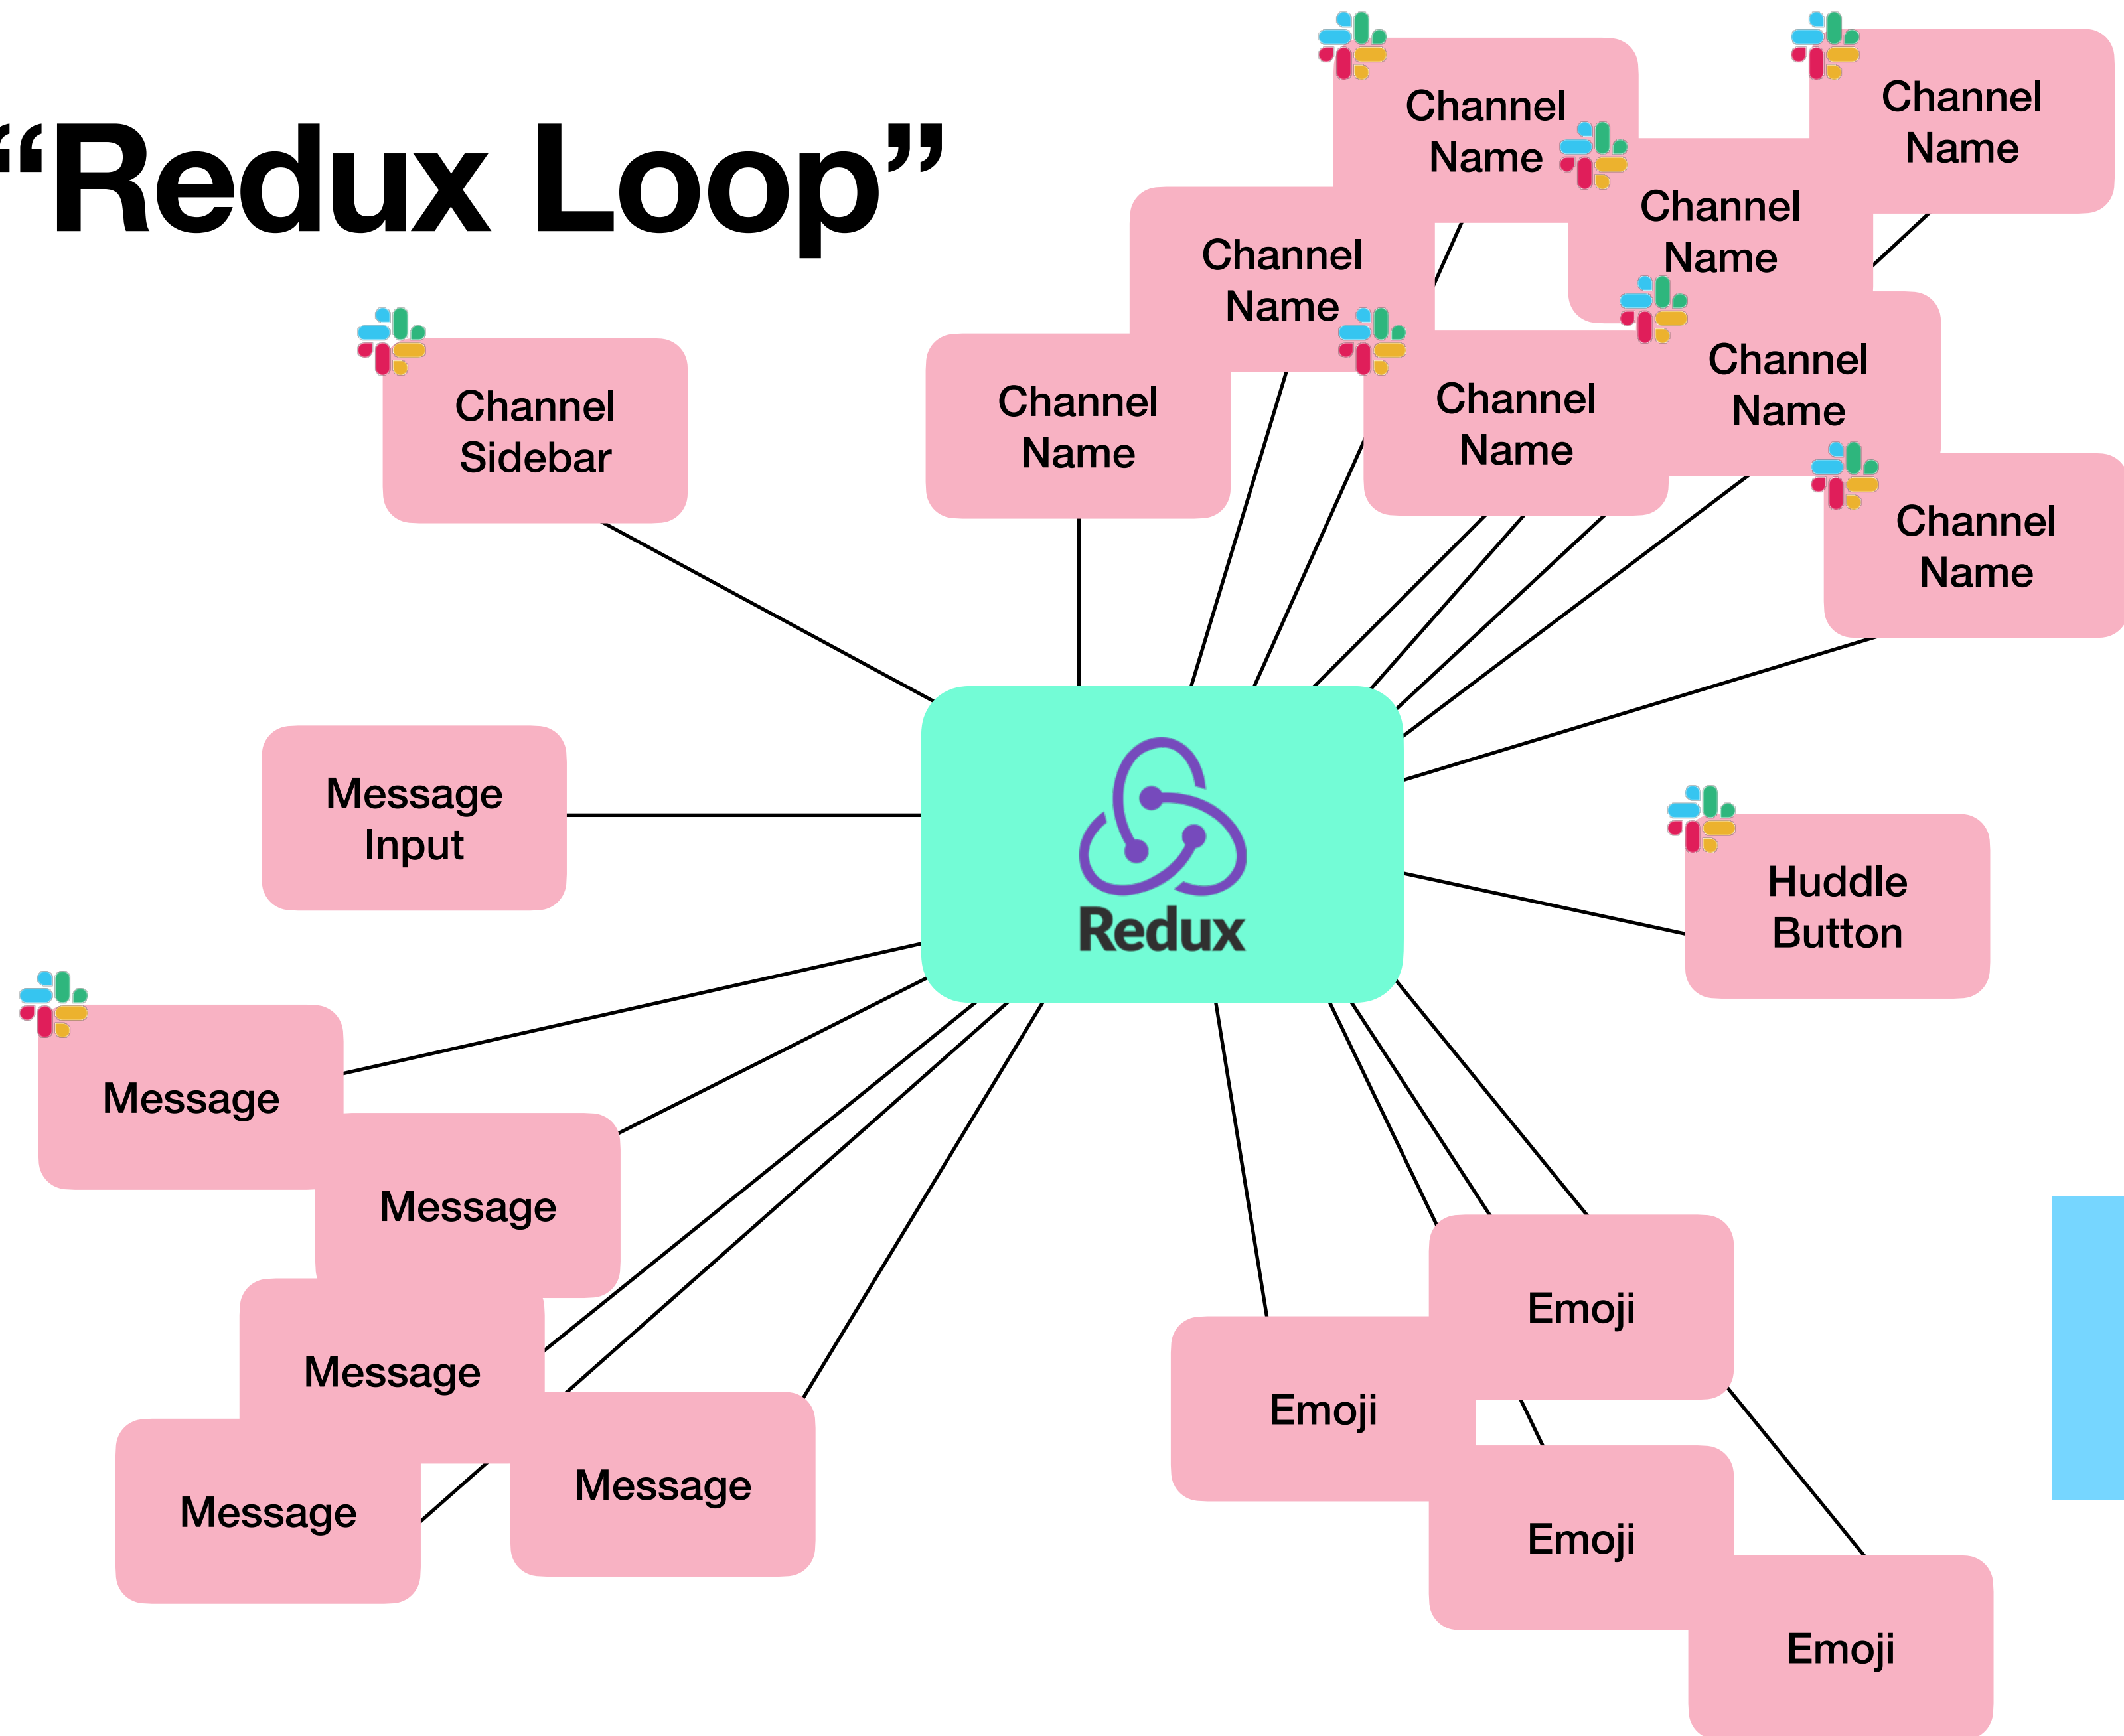 “Redux Loop”
Channel
Name
Channel
Name
Channel
Name
Channel
Name
Channel
Name
Channel
Sidebar
Channel
Name
Channel
Name
Channel
Name
Message
Input
Redux
Huddle
Button
Message
Message
Message
Message
Message
Emoji
Emoji
Emoji
Emoji